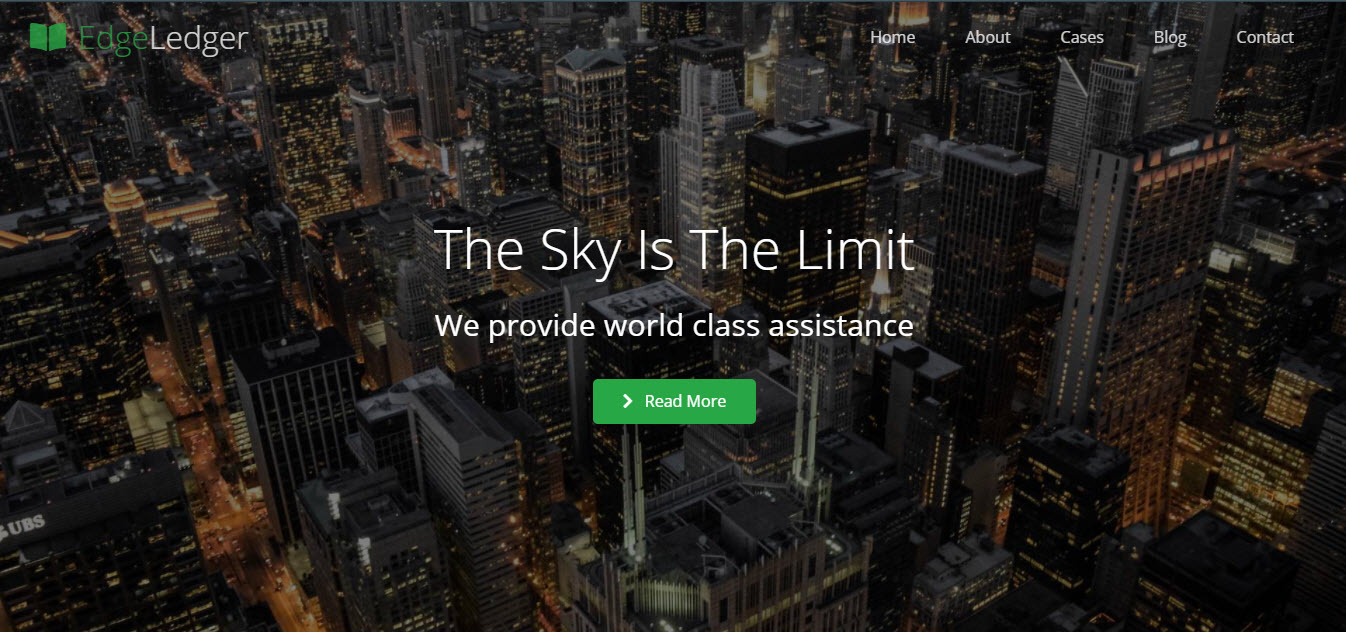 EdgeLedger
Home
About
Cases
Blog
Contact
The Sky Is The Limit
We provide world class assistance
Read More
UBS